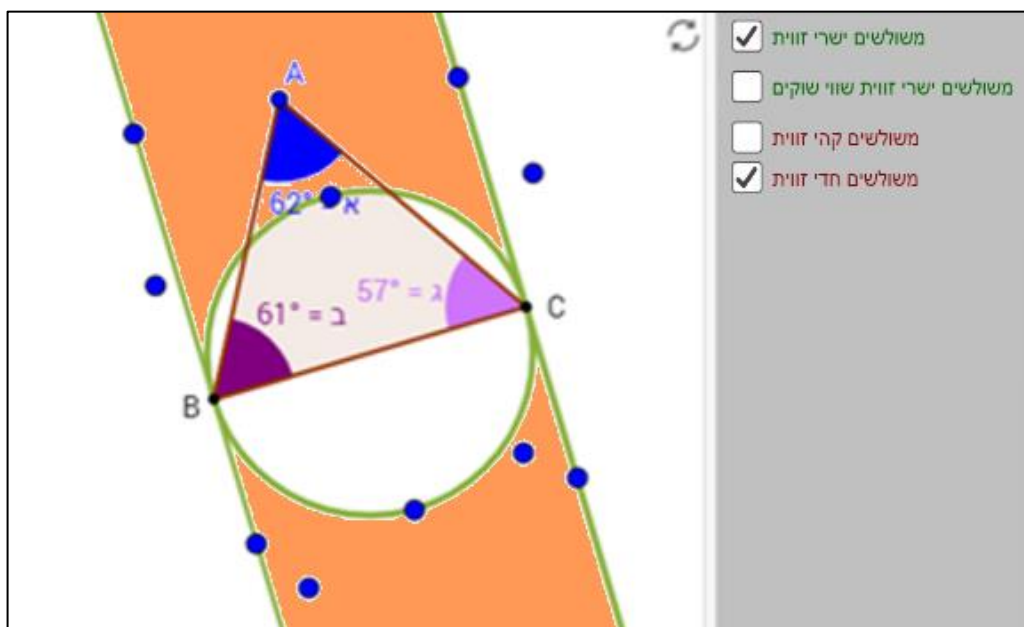 משולשים ישרי זווית
משולשים ישרי זווית שווי שוקים
משולשים קהי זווית
משולשים חדי זווית
A
א = 62°
ג = 57°
ב = 61°
C
B